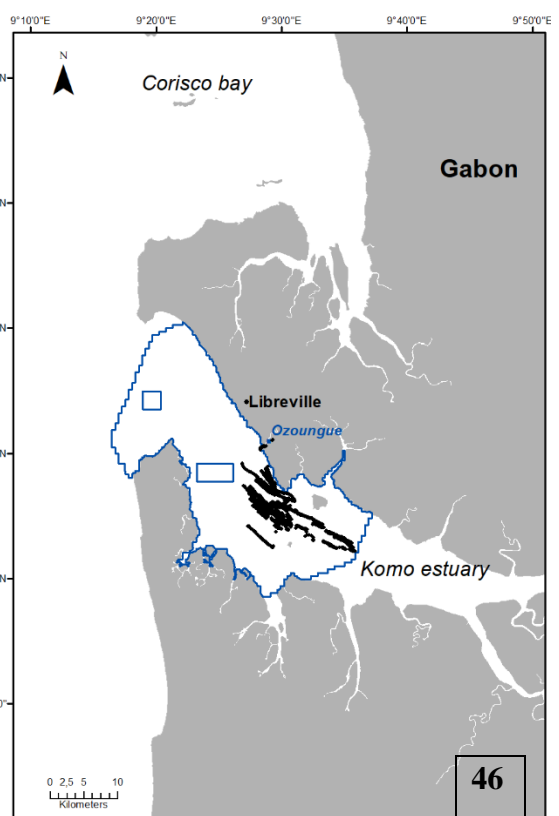 9°10'0"E 9°20'0"E 9°30'0"E 9°40'0"E 9°50'0"E
N
Corisco bay
Gabon
Libreville
Ozoungue
Komo estuary
0 2,5 5 10
Kilometers
46